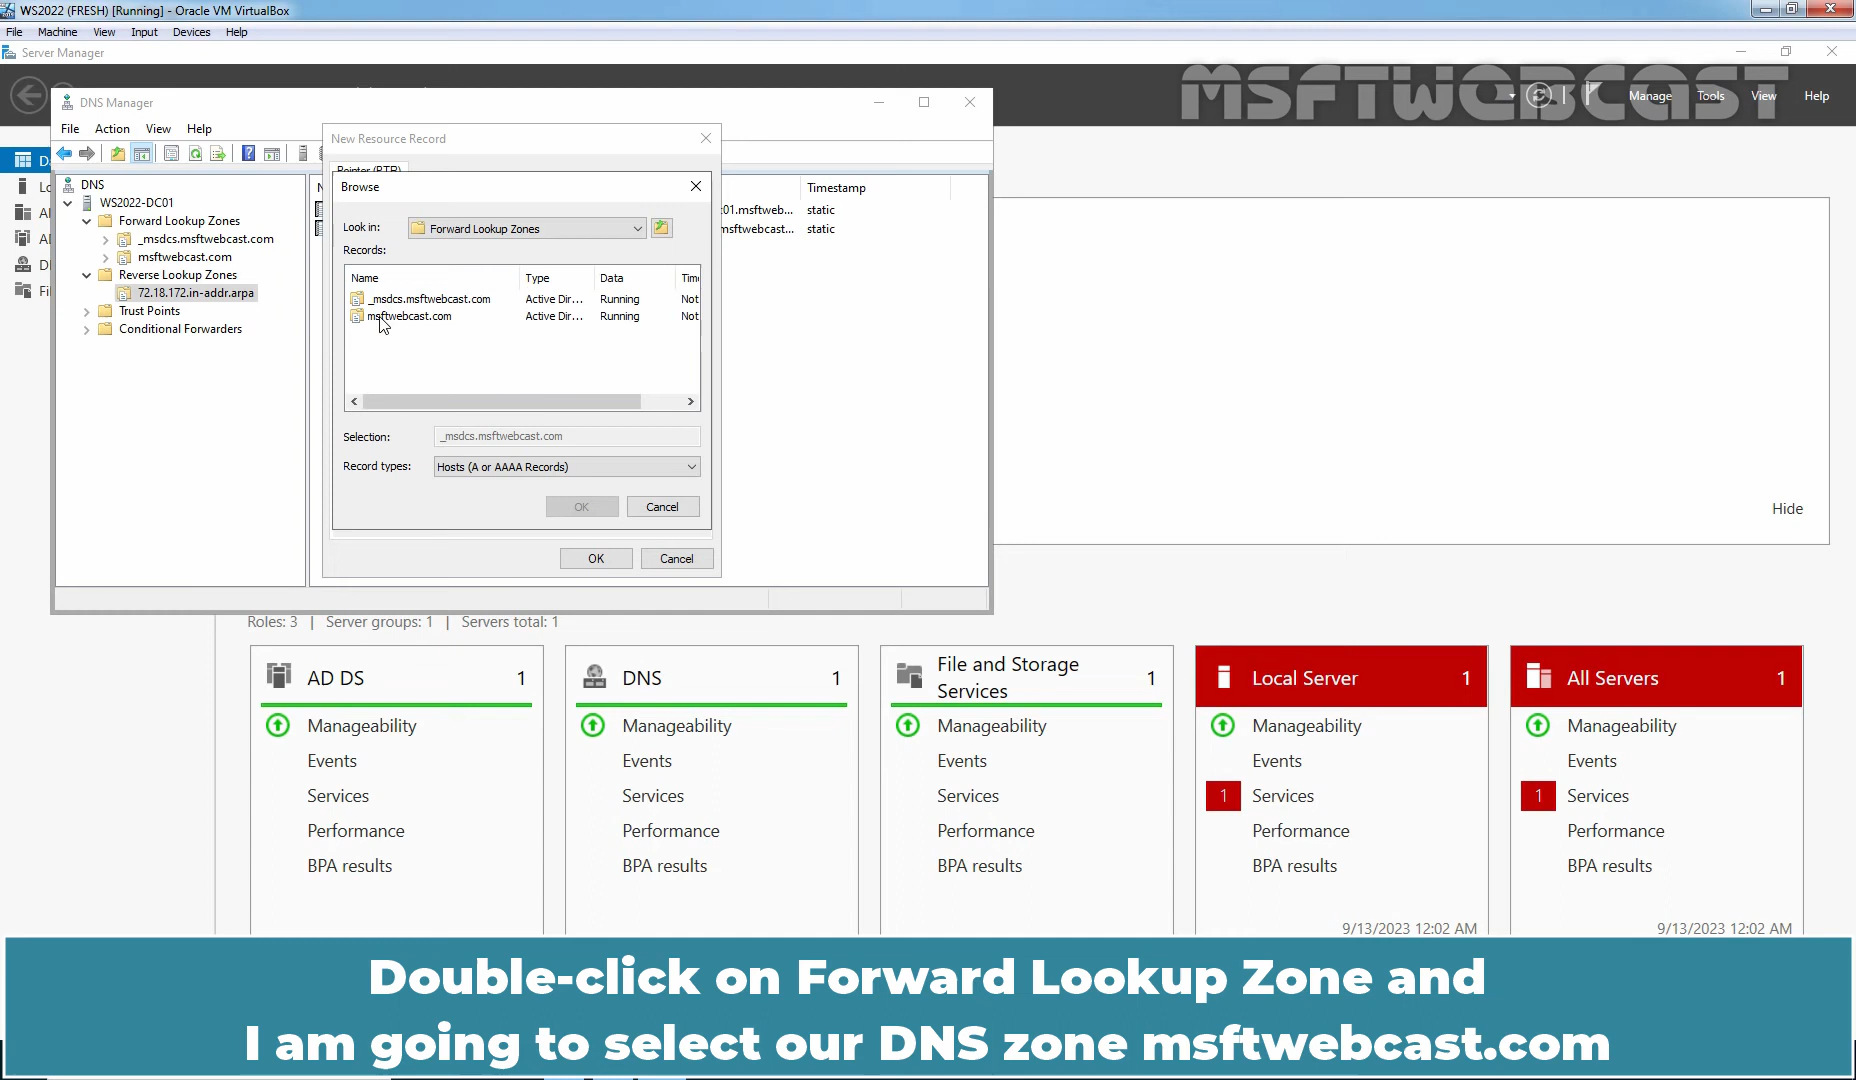 WS2022 (FRESH) [Running] - Oracle VM VirtualBox
File Machine View Input Devices Help
Server Manager
MSFTWEBCAST
Manage Tools View Help
DNS Manager
File Action View Help
New Resource Record
Pointer (PTR)
Browse
DNS
WS2022-DC01
Forward Lookup Zones
_msdcs.msftwebcast.com
msftwebcast.com
Reverse Lookup Zones
72.18.172.in-addr.arpa
Trust Points
Conditional Forwarders
Timestamp
:01.msftweb... static
msftwebcast... static
Look in: Forward Lookup Zones
Records:
Name Type Data Tim
_msdcs.msftwebcast.com Active Dir... Running Not
msftwebcast.com Active Dir... Running Not
Selection: _msdcs.msftwebcast.com
Record types: Hosts (A or AAAA Records)
OK Cancel
OK Cancel
Hide
Roles: 3 | Server groups: 1 | Servers total: 1
AD DS 1
Manageability
Events
Services
Performance
BPA results
DNS 1
Manageability
Events
Services
Performance
BPA results
File and Storage
Services 1
Manageability
Events
Services
Performance
BPA results
Local Server 1
Manageability
Events
1 Services
Performance
BPA results
9/13/2023 12:02 AM
All Servers 1
Manageability
Events
1 Services
Performance
BPA results
9/13/2023 12:02 AM
Double-click on Forward Lookup Zone and
I am going to select our DNS zone msftwebcast.com